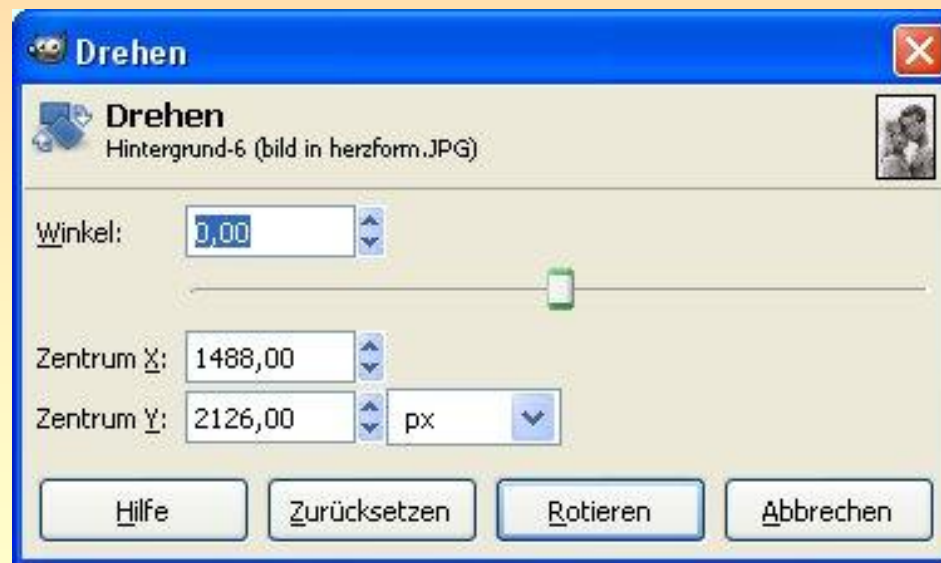 Drehen
Drehen
Hintergrund-6 (bild in herzform.JPG)
Winkel: 0,00
Zentrum X: 1488,00
Zentrum Y: 2126,00 px
Hilfe Zurücksetzen Rotieren Abbrechen